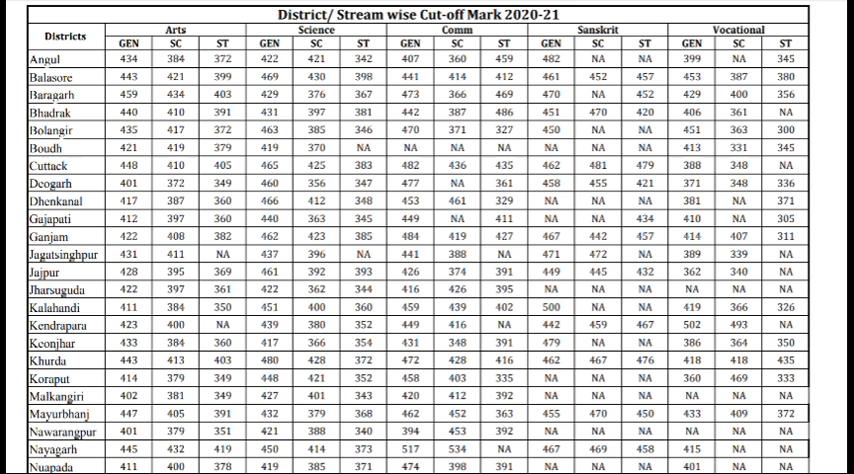 District/ Stream wise Cut-off Mark 2020-21
Districts Arts Science Comm Sanskrit Vocational
GEN SC ST GEN SC ST GEN SC ST GEN SC ST GEN SC ST
Angul 434 384 372 422 421 342 407 360 459 482 NA NA 399 NA 345
Balasore 443 421 399 469 430 398 441 414 412 461 452 457 453 387 380
Baragarh 459 434 403 429 376 367 473 366 469 470 NA 452 429 400 356
Bhadrak 440 410 391 431 397 381 442 387 486 451 470 420 406 361 NA
Bolangir 435 417 372 463 385 346 470 371 327 450 NA NA 451 363 300
Boudh 421 419 379 419 370 NA NA NA NA NA NA NA 413 331 345
Cuttack 448 410 405 465 425 383 482 436 435 462 481 479 388 348 NA
Deogarh 401 372 349 460 356 347 477 NA 361 458 455 421 371 348 336
Dhenkanal 417 387 360 466 412 348 453 461 329 NA NA NA 381 NA 371
Gajapati 412 397 360 440 363 345 449 NA 411 NA NA 434 410 NA 305
Ganjam 422 408 382 462 423 385 484 419 427 467 442 457 414 407 311
Jagatsinghpur 431 411 NA 437 396 NA 441 388 NA 471 472 NA 389 339 NA
Jajpur 428 395 369 461 392 393 426 374 391 449 445 432 362 340 NA
Jharsuguda 422 397 361 422 362 344 416 426 395 NA NA NA NA NA NA
Kalahandi 411 384 350 451 400 360 459 439 402 500 NA NA 419 366 326
Kendrapara 423 400 NA 439 380 352 449 416 NA 442 459 467 502 493 NA
Keonjhar 433 384 360 417 366 354 431 348 391 479 NA NA 386 364 350
Khurda 443 413 403 480 428 372 472 428 416 462 467 476 418 418 435
Koraput 414 379 349 448 421 352 458 403 335 NA NA NA 360 469 333
Malkangiri 402 381 349 427 401 343 420 412 392 NA NA NA NA NA NA
Mayurbhanj 447 405 391 432 379 368 462 452 363 455 470 450 433 409 372
Nawarangpur 401 379 351 421 388 340 394 453 392 NA NA NA NA NA NA
Nayagarh 445 432 419 450 414 373 517 534 NA 467 469 458 415 NA NA
Nuapada 411 400 378 419 385 371 474 398 391 NA NA NA 401 NA NA